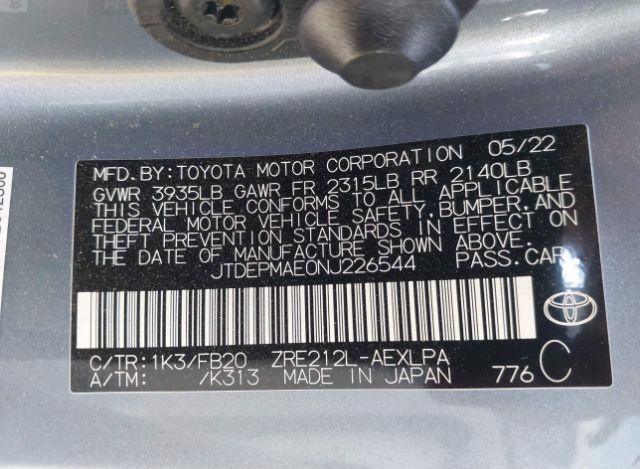 MFD.BY:TOYOTA MOTOR CORPORATION 05/22
GVWR 3935LB GAWR FR 2315LB RR 2140LB
THIS VEHICLE CONFORMS TO ALL APPLICABLE
FEDERAL MOTOR VEHICLE SAFETY,BUMPER,AND
THEFT PREVENTION STANDARDS IN EFFECT ON
THE DATE OF MANUFACTURE SHOWN ABOVE.
JTDEPMAE0NJ226544 PASS.CAR
C/TR:1K3/FB20 ZRE212L-AEXLPA
A/TM: /K313 MADE IN JAPAN 776 C